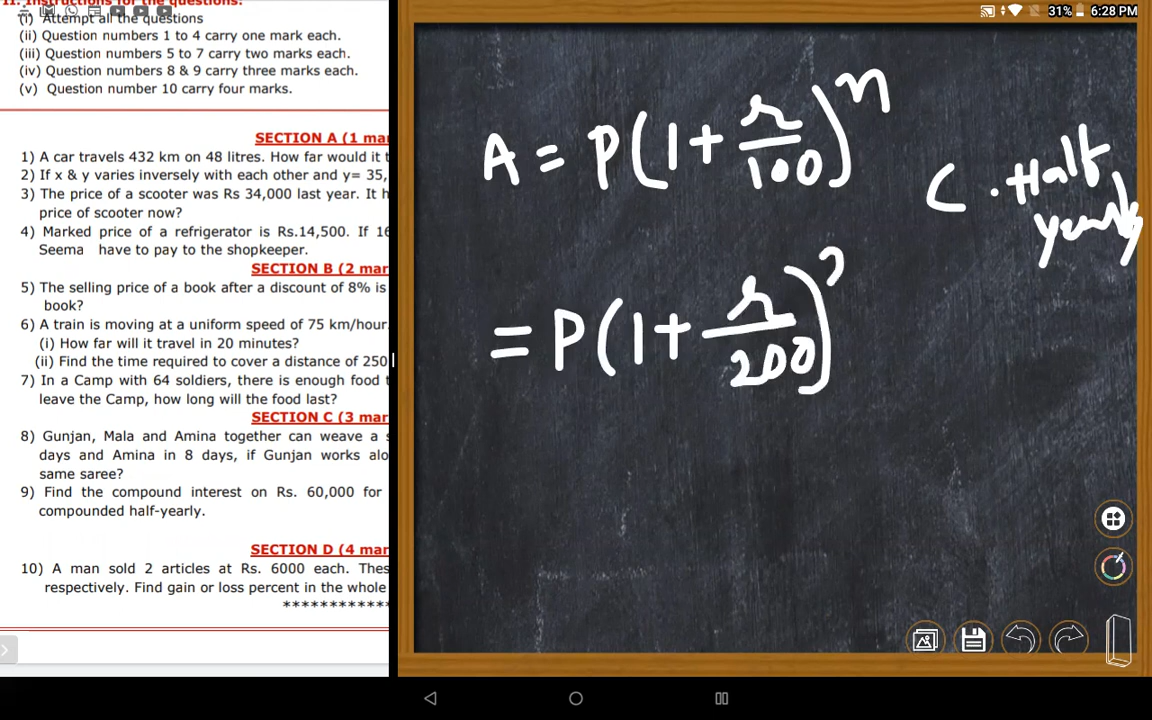 II. Instructions for the questions:
(i) Attempt all the questions
(ii) Question numbers 1 to 4 carry one mark each.
(iii) Question numbers 5 to 7 carry two marks each.
(iv) Question numbers 8 & 9 carry three marks each.
(v) Question number 10 carry four marks.
SECTION A (1 mar
1) A car travels 432 km on 48 litres. How far would it t
2) If x & y varies inversely with each other and y= 35,
3) The price of a scooter was Rs 34,000 last year. It h
price of scooter now?
4) Marked price of a refrigerator is Rs.14,500. If 16
Seema have to pay to the shopkeeper.
SECTION B (2 mar
5) The selling price of a book after a discount of 8% is
book?
6) A train is moving at a uniform speed of 75 km/hour.
(i) How far will it travel in 20 minutes?
(ii) Find the time required to cover a distance of 250
7) In a Camp with 64 soldiers, there is enough food t
leave the Camp, how long will the food last?
SECTION C (3 mar
8) Gunjan, Mala and Amina together can weave a s
days and Amina in 8 days, if Gunjan works alo
same saree?
9) Find the compound interest on Rs. 60,000 for
compounded half-yearly.
SECTION D (4 mar
10) A man sold 2 articles at Rs. 6000 each. Thes
respectively. Find gain or loss percent in the whole
************
31% 6:28 PM
A = P(1+r/100)^n
C . Half
yearly
= P(1+r/200)